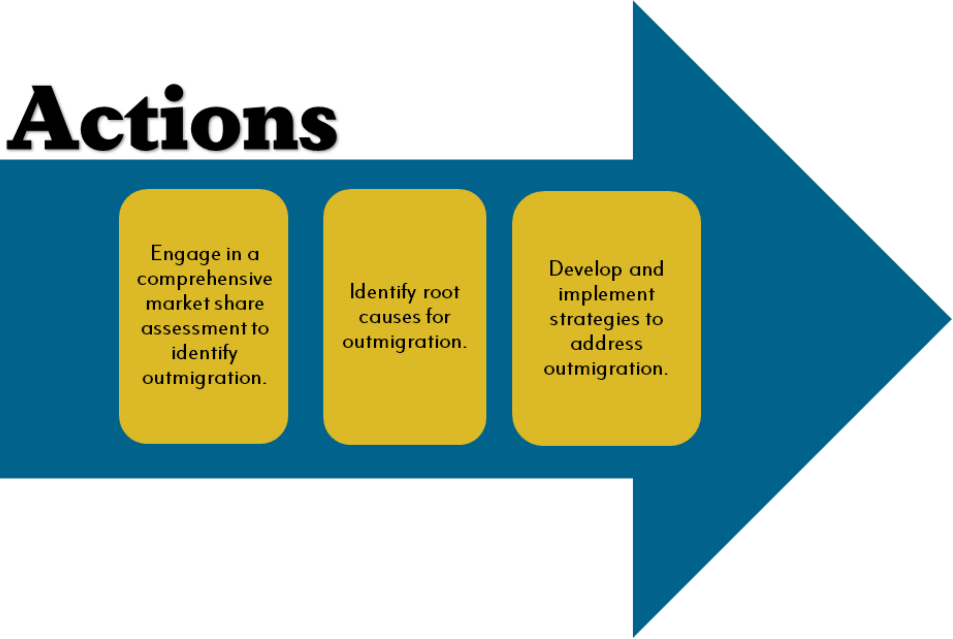 Actions
Engage in a
comprehensive
market share
assessment to
identify
outmigration.
Identify root
causes for
outmigration.
Develop and
implement
strategies to
address
outmigration.